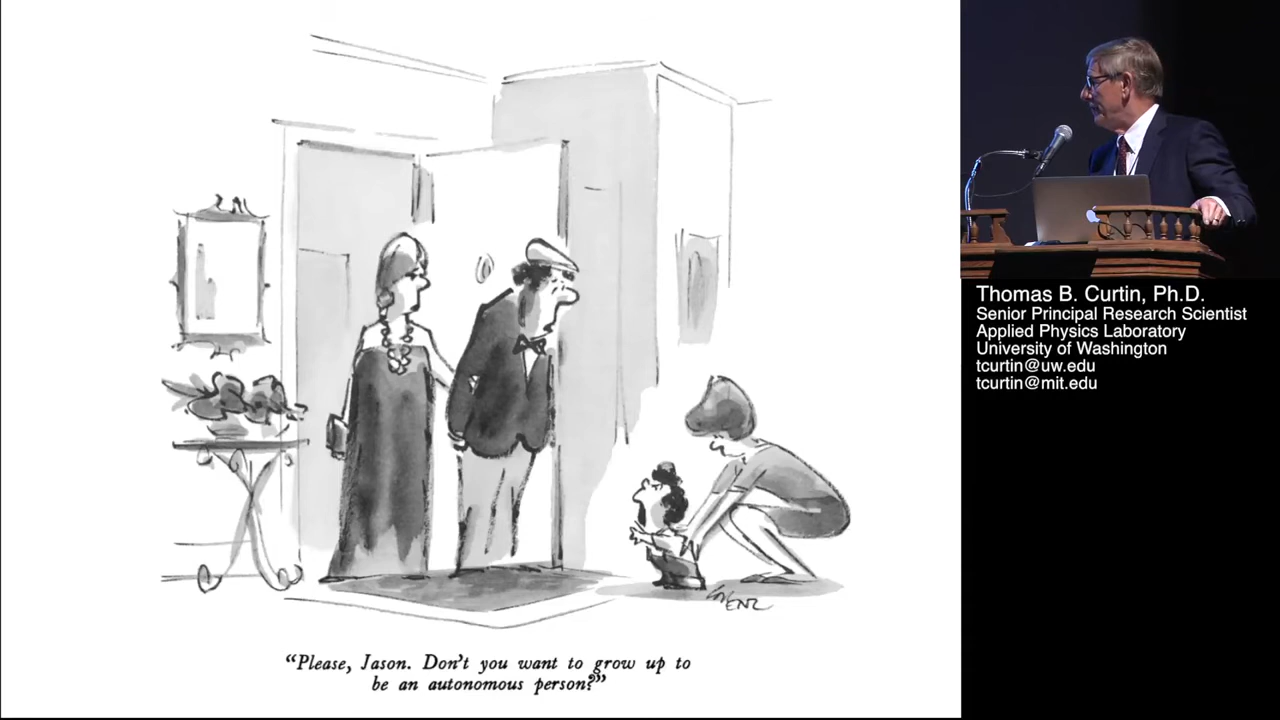 “Please, Jason. Don’t you want to grow up to
be an autonomous person?”
Thomas B. Curtin, Ph.D.
Senior Principal Research Scientist
Applied Physics Laboratory
University of Washington
tcurtin@uw.edu
tcurtin@mit.edu